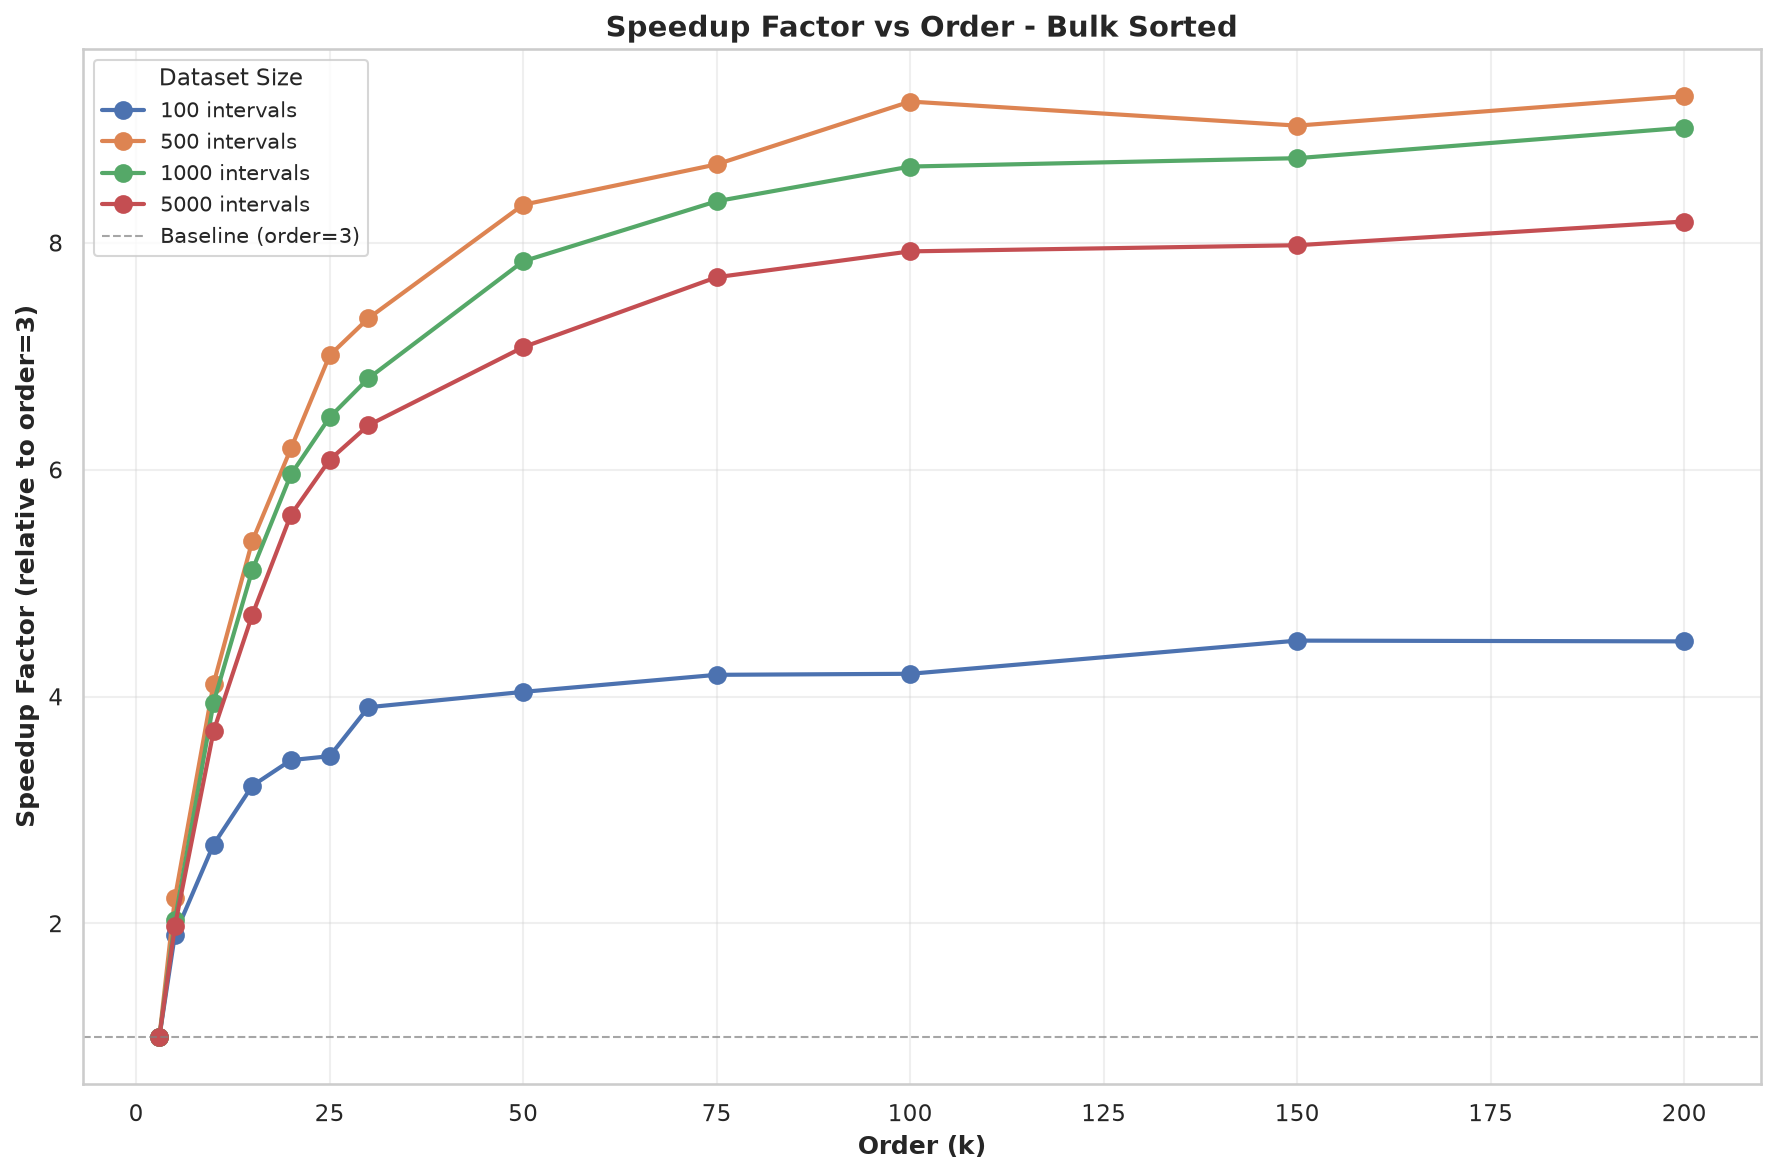 Speedup Factor vs Order - Bulk Sorted
Dataset Size
100 intervals
500 intervals
1000 intervals
5000 intervals
Baseline (order=3)
Speedup Factor (relative to order=3)
8
6
4
2
0 25 50 75 100 125 150 175 200
Order (k)